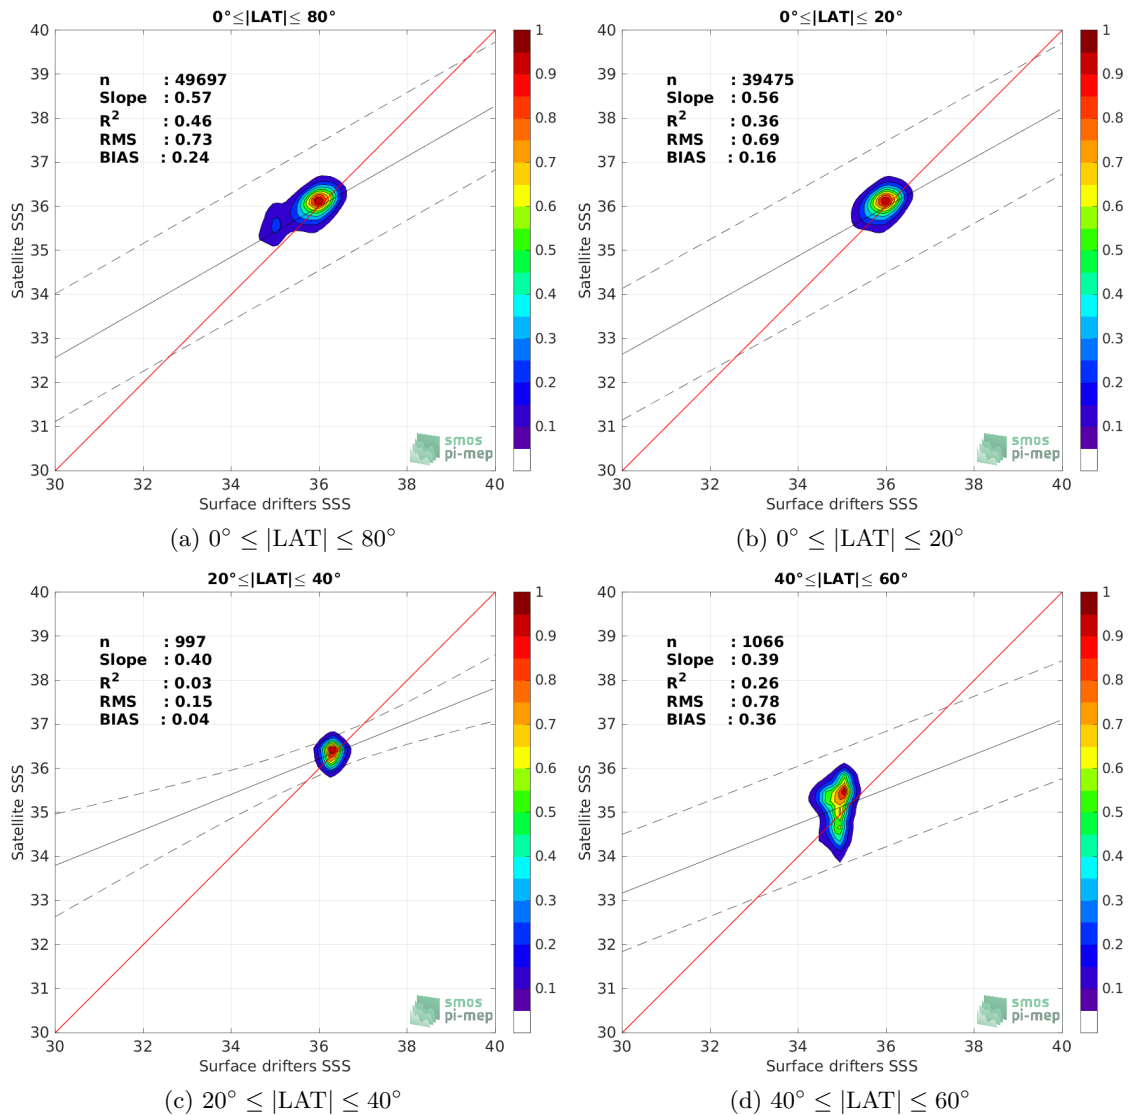 0°≤|LAT|≤ 80°
n : 49697
Slope : 0.57
R2 : 0.46
RMS : 0.73
BIAS : 0.24
40
39
38
37
36
35
34
33
32
31
30
30 32 34 36 38 40
Satellite SSS
Surface drifters SSS
1
0.9
0.8
0.7
0.6
0.5
0.4
0.3
0.2
0.1
smos
pi-mep
(a) 0° ≤ |LAT| ≤ 80°
0°≤|LAT|≤ 20°
n : 39475
Slope : 0.56
R2 : 0.36
RMS : 0.69
BIAS : 0.16
40
39
38
37
36
35
34
33
32
31
30
30 32 34 36 38 40
Satellite SSS
Surface drifters SSS
1
0.9
0.8
0.7
0.6
0.5
0.4
0.3
0.2
0.1
smos
pi-mep
(b) 0° ≤ |LAT| ≤ 20°
20°≤|LAT|≤ 40°
n : 997
Slope : 0.40
R2 : 0.03
RMS : 0.15
BIAS : 0.04
40
39
38
37
36
35
34
33
32
31
30
30 32 34 36 38 40
Satellite SSS
Surface drifters SSS
1
0.9
0.8
0.7
0.6
0.5
0.4
0.3
0.2
0.1
smos
pi-mep
(c) 20° ≤ |LAT| ≤ 40°
40°≤|LAT|≤ 60°
n : 1066
Slope : 0.39
R2 : 0.26
RMS : 0.78
BIAS : 0.36
40
39
38
37
36
35
34
33
32
31
30
30 32 34 36 38 40
Satellite SSS
Surface drifters SSS
1
0.9
0.8
0.7
0.6
0.5
0.4
0.3
0.2
0.1
smos
pi-mep
(d) 40° ≤ |LAT| ≤ 60°